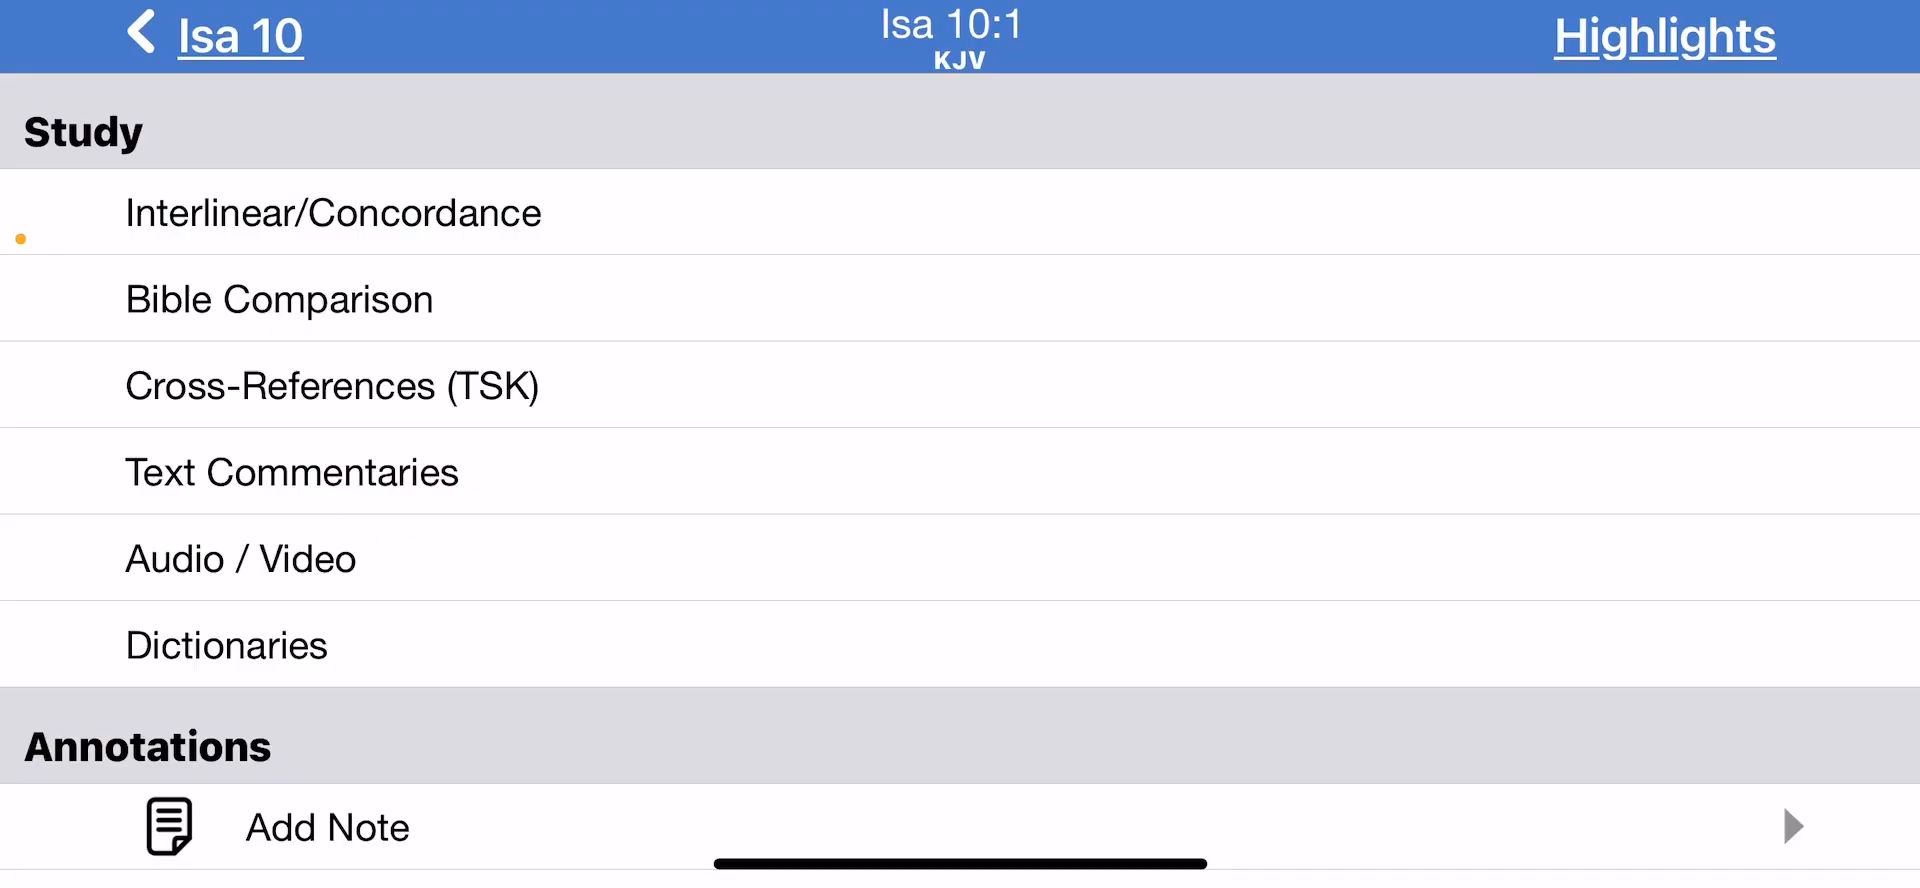 Isa 10
Isa 10:1
KJV
Highlights
Study
Interlinear/Concordance
Bible Comparison
Cross-References (TSK)
Text Commentaries
Audio / Video
Dictionaries
Annotations
Add Note